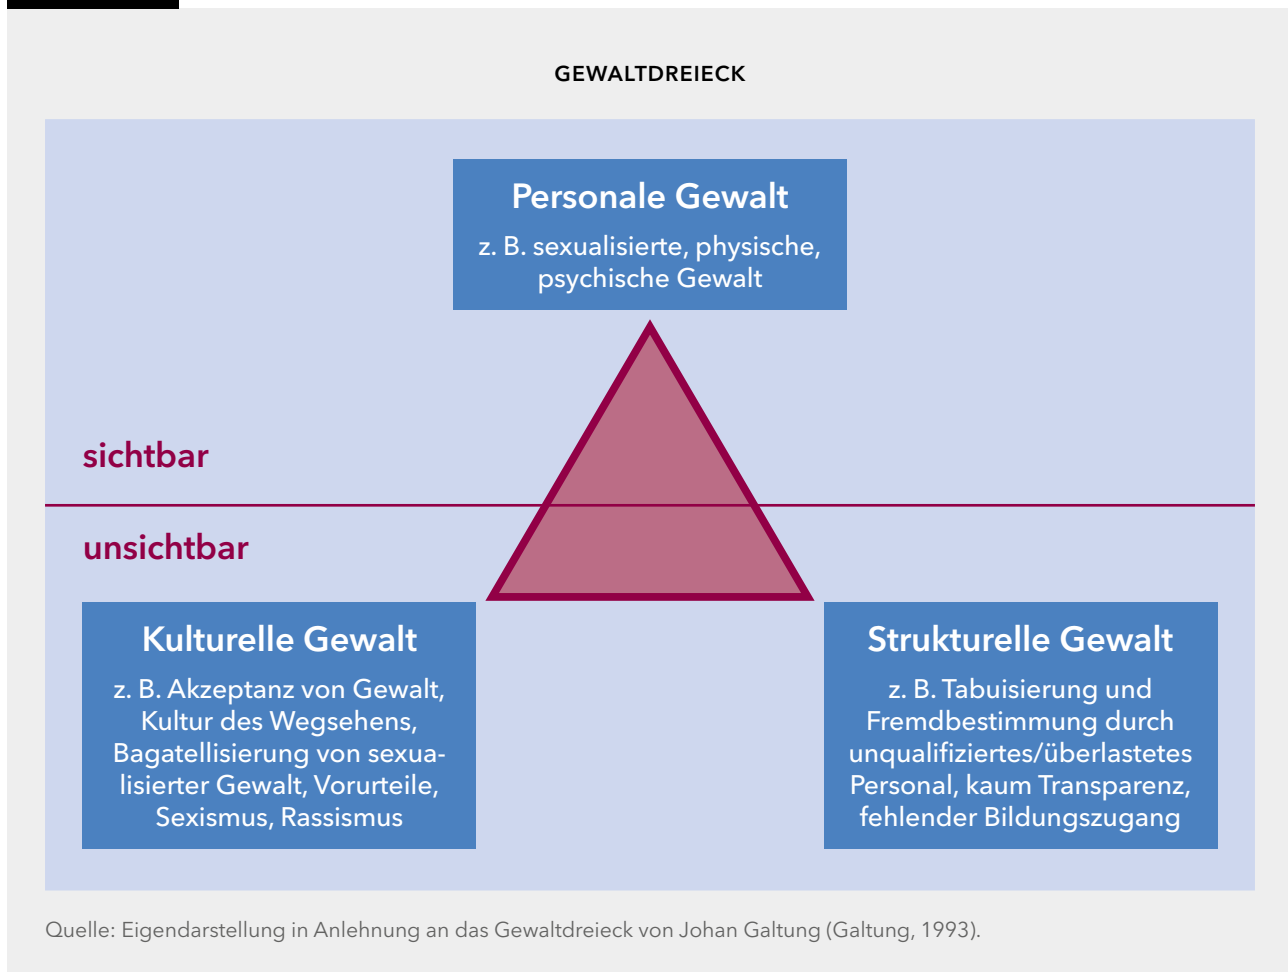 GEWALTDREIECK
Personale Gewalt
z. B. sexualisierte, physische,
psychische Gewalt
sichtbar
unsichtbar
Kulturelle Gewalt
z. B. Akzeptanz von Gewalt,
Kultur des Wegsehens,
Bagatellisierung von sexua-
lisierter Gewalt, Vorurteile,
Sexismus, Rassismus
Strukturelle Gewalt
z. B. Tabuisierung und
Fremdbestimmung durch
unqualifiziertes/überlastetes
Personal, kaum Transparenz,
fehlender Bildungszugang
Quelle: Eigendarstellung in Anlehnung an das Gewaltdreieck von Johan Galtung (Galtung, 1993).